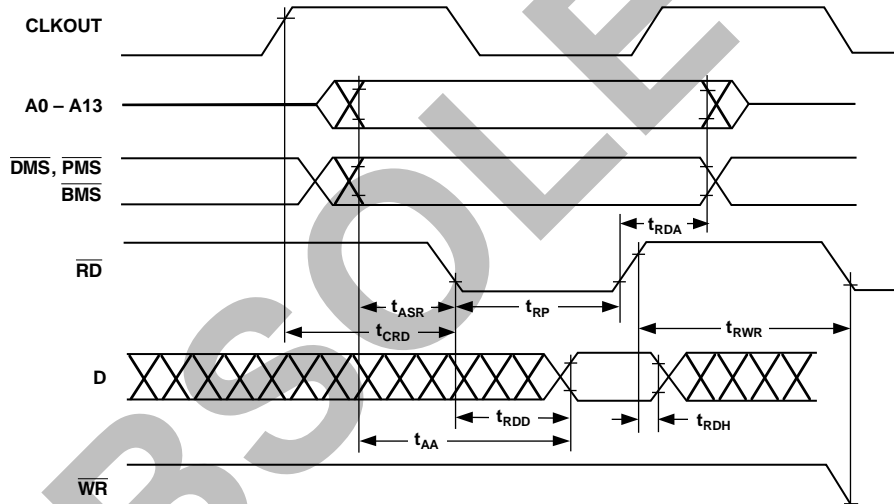 CLKOUT
A0 – A13
DMS, PMS
BMS
tRDA
RD
tASR
tRP
tCRD
tRWR
D
tRDD
tRDH
tAA
WR
OBSOLETE